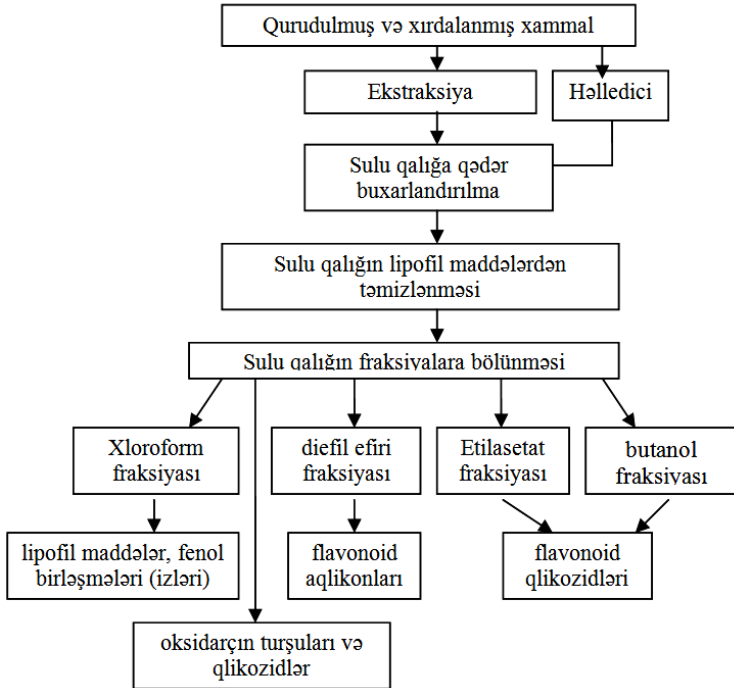 Qurudulmuş və xırdalanmış xammal
Ekstraksiya
Həlledici
Sulu qalığa qədər
buxarlandırılma
Sulu qalığın lipofil maddələrdən
təmizlənməsi
Sulu qalığın fraksiyalara bölünməsi
Xloroform
fraksiyası
diefil efiri
fraksiyası
Etilasetat
fraksiyası
butanol
fraksiyası
lipofil maddələr, fenol
birləşmələri (izləri)
flavonoid
aqlikonları
flavonoid
qlikozidləri
oksidarçın turşuları və
qlikozidlər